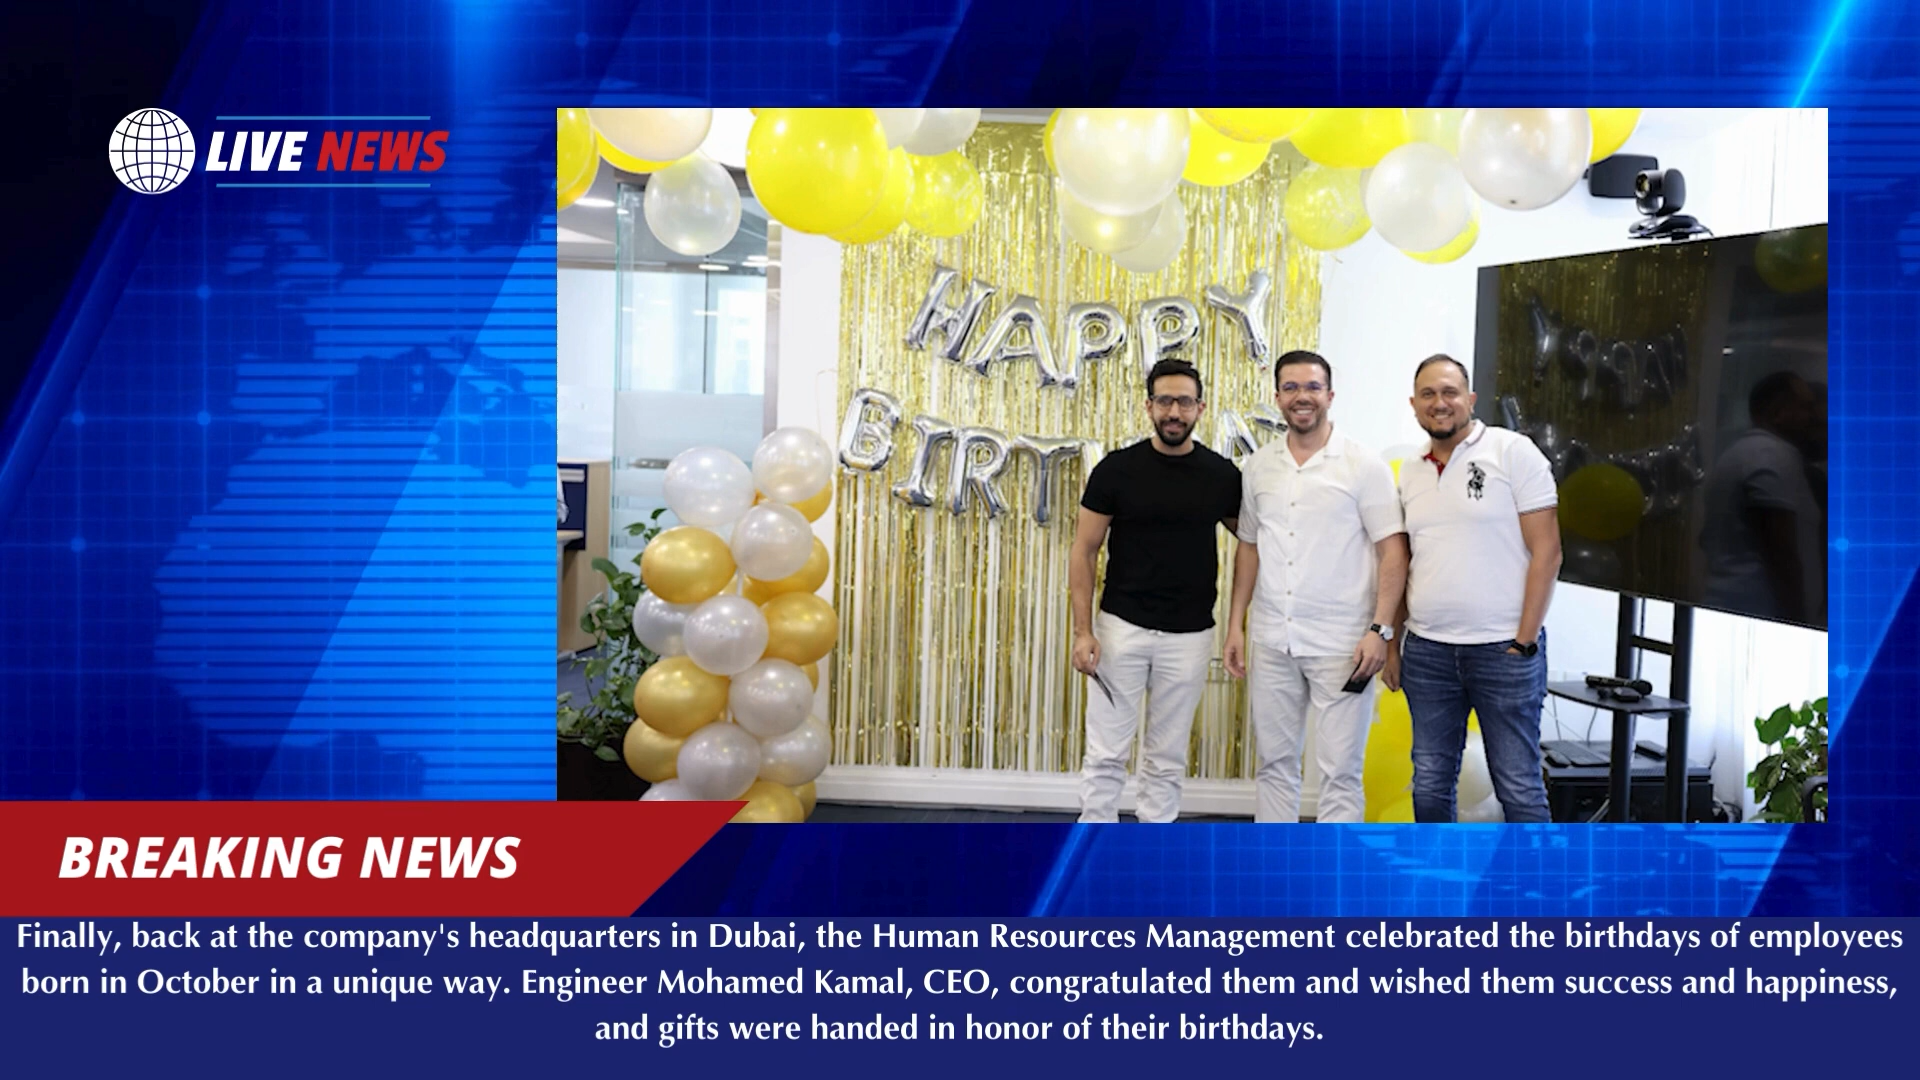 LIVE NEWS
HAPPY
BIRTH AY
BREAKING NEWS
Finally, back at the company's headquarters in Dubai, the Human Resources Management celebrated the birthdays of employees
born in October in a unique way. Engineer Mohamed Kamal, CEO, congratulated them and wished them success and happiness,
and gifts were handed in honor of their birthdays.